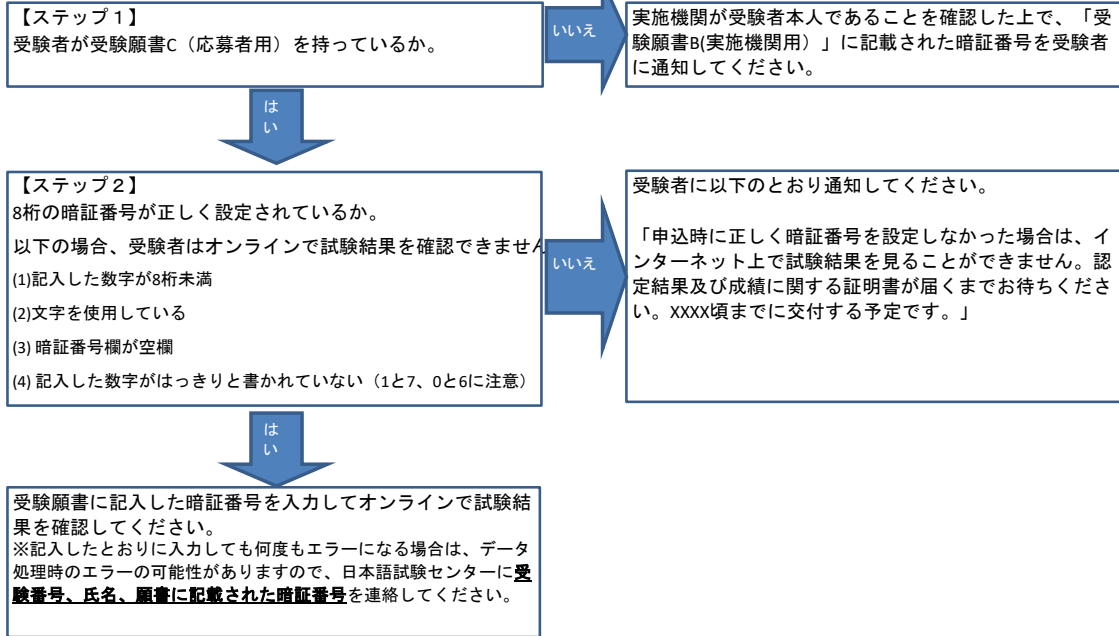 【ステップ１】
受験者が受験願書C（応募者用）を持っているか。
いいえ
実施機関が受験者本人であることを確認した上で、「受
験願書B(実施機関用）」に記載された暗証番号を受験者
に通知してください。
は
い
【ステップ２】
8桁の暗証番号が正しく設定されているか。
以下の場合、受験者はオンラインで試験結果を確認できません
(1)記入した数字が8桁未満
(2)文字を使用している
(3) 暗証番号欄が空欄
(4) 記入した数字がはっきりと書かれていない（1と7、0と6に注意）
いいえ
受験者に以下のとおり通知してください。
「申込時に正しく暗証番号を設定しなかった場合は、イ
ンターネット上で試験結果を見ることができません。認
定結果及び成績に関する証明書が届くまでお待ちくださ
い。XXXX頃までに交付する予定です。」
は
い
受験願書に記入した暗証番号を入力してオンラインで試験結
果を確認してください。
※記入したとおりに入力しても何度もエラーになる場合は、データ
処理時のエラーの可能性がありますので、日本語試験センターに受
験番号、氏名、願書に記載された暗証番号を連絡してください。